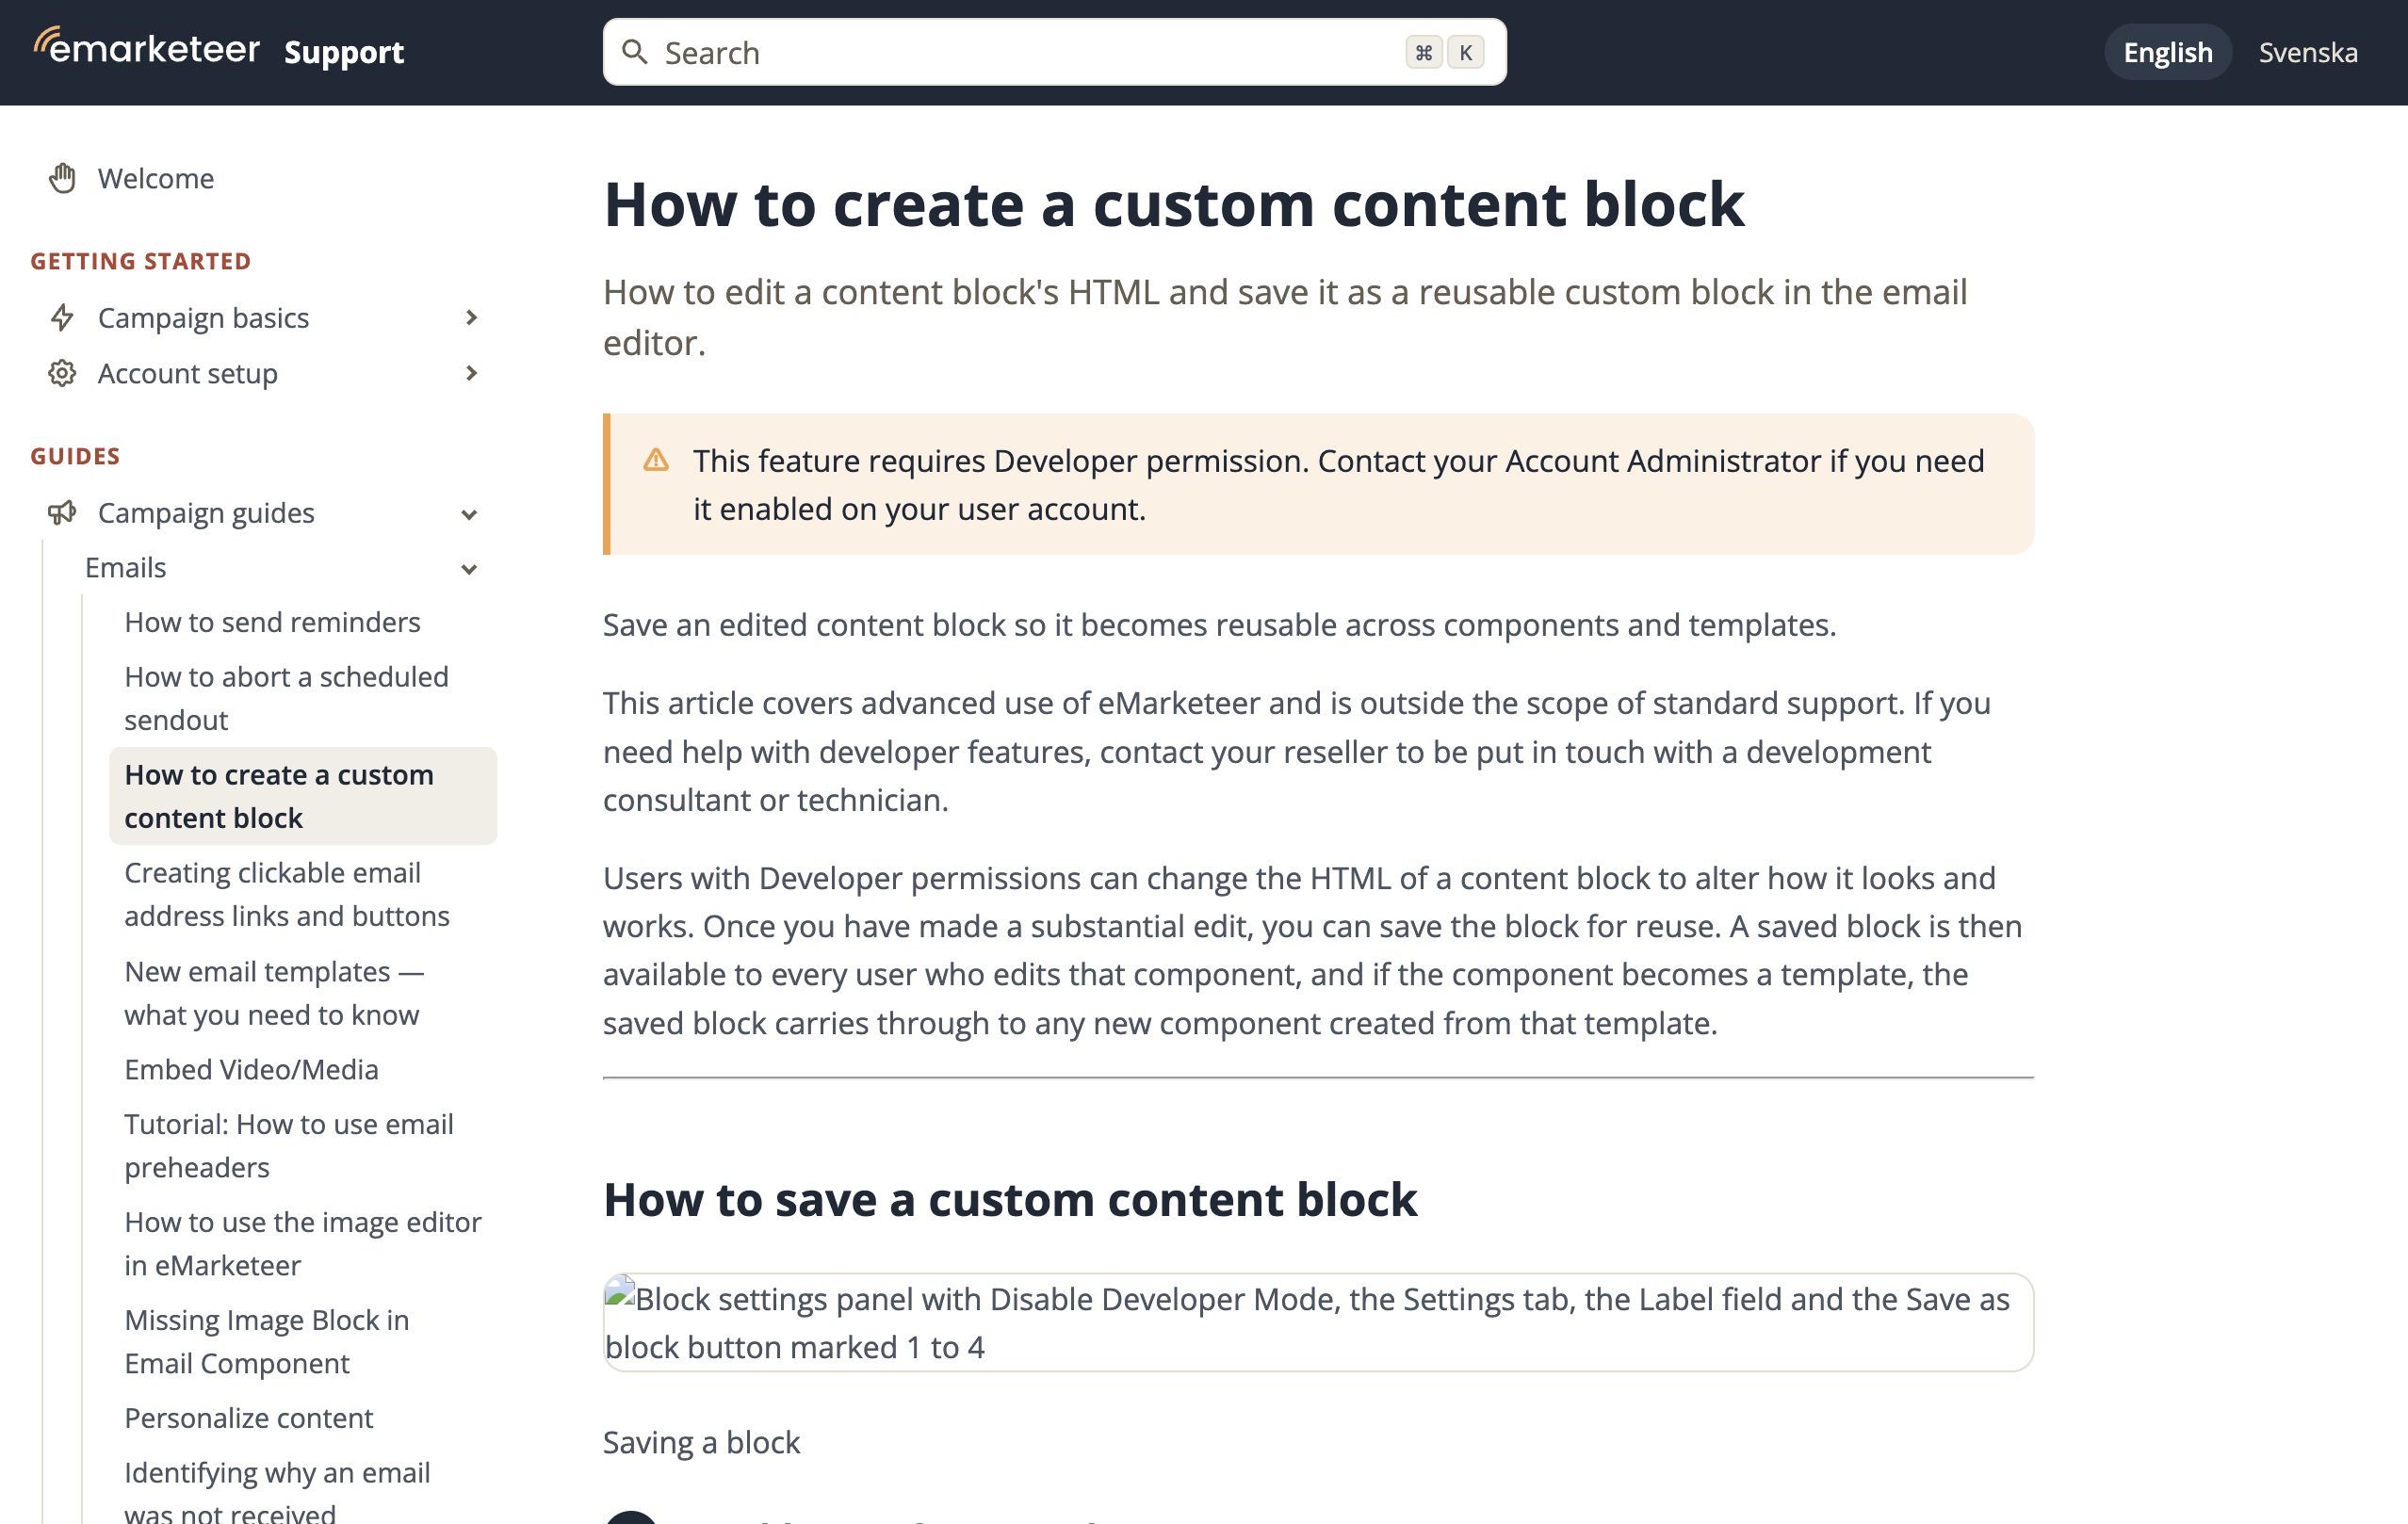 emarketeer Support
Search
⌘ K
English
Svenska
Welcome
GETTING STARTED
Campaign basics
Account setup
GUIDES
Campaign guides
Emails
How to send reminders
How to abort a scheduled
sendout
How to create a custom
content block
Creating clickable email
address links and buttons
New email templates —
what you need to know
Embed Video/Media
Tutorial: How to use email
preheaders
How to use the image editor
in eMarketeer
Missing Image Block in
Email Component
Personalize content
Identifying why an email
was not received
How to create a custom content block
How to edit a content block's HTML and save it as a reusable custom block in the email
editor.
This feature requires Developer permission. Contact your Account Administrator if you need
it enabled on your user account.
Save an edited content block so it becomes reusable across components and templates.
This article covers advanced use of eMarketeer and is outside the scope of standard support. If you
need help with developer features, contact your reseller to be put in touch with a development
consultant or technician.
Users with Developer permissions can change the HTML of a content block to alter how it looks and
works. Once you have made a substantial edit, you can save the block for reuse. A saved block is then
available to every user who edits that component, and if the component becomes a template, the
saved block carries through to any new component created from that template.
How to save a custom content block
Block settings panel with Disable Developer Mode, the Settings tab, the Label field and the Save as
block button marked 1 to 4
Saving a block